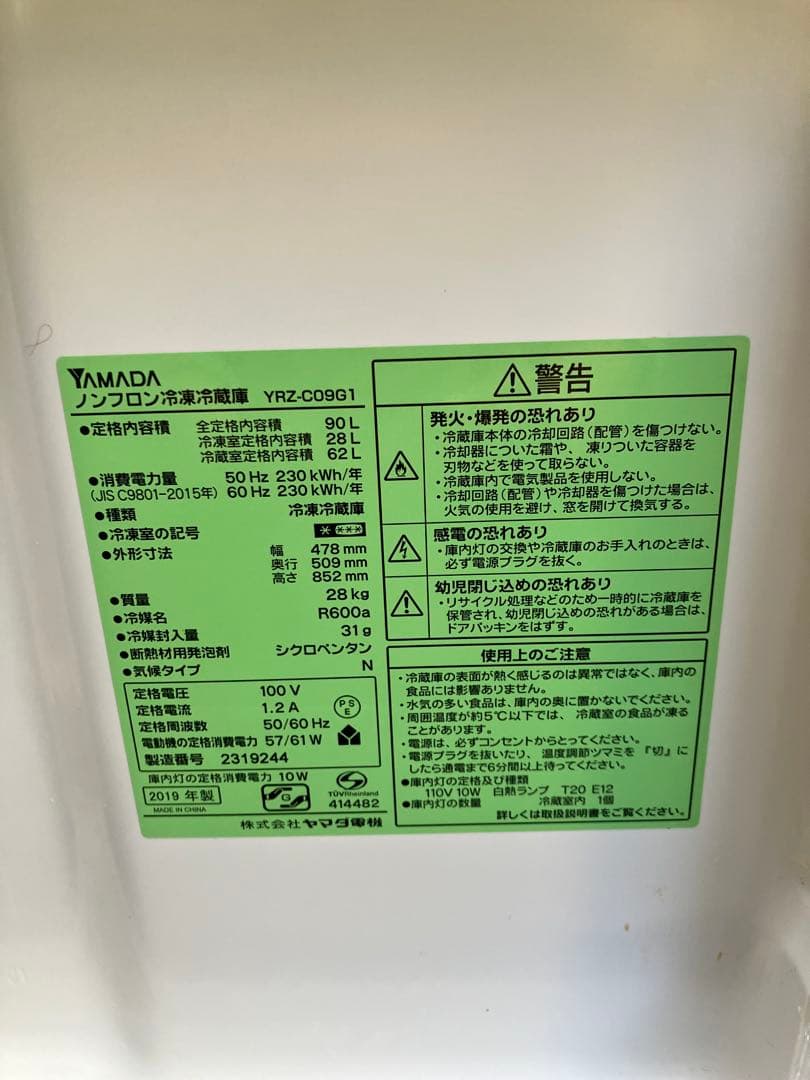 YAMADA
ノンフロン冷凍冷蔵庫 YRZ-C09G1
●定格内容積 全定格内容積 90 L
冷凍室定格内容積 28 L
冷蔵室定格内容積 62 L
●消費電力量 50 Hz 230 kWh/年
(JIS C9801-2015年) 60 Hz 230 kWh/年
●種類 冷凍冷蔵庫
●冷凍室の記号
●外形寸法 幅 478 mm
奥行 509 mm
高さ 852 mm
●質量 28 kg
●冷媒名 R600a
●冷媒封入量 31 g
●断熱材用発泡剤 シクロペンタン
●気候タイプ N
定格電圧 100 V
定格電流 1.2 A
定格周波数 50/60 Hz
電動機の定格消費電力 57/61 W
製造番号 2319244
PS
E
庫内灯の定格消費電力 10W
2019 年製
MADE IN CHINA
G
TÜVRheinland
414482
株式会社 ヤマダ電機
警告
発火・爆発の恐れあり
・冷蔵庫本体の冷却回路(配管)を傷つけない。
・冷却器についた霜や、凍りついた容器を
刃物などを使って取らない。
・冷蔵庫内で電気製品を使用しない。
・冷却回路(配管)や冷却器を傷つけた場合は、
火気の使用を避け、窓を開けて換気する。
感電の恐れあり
・庫内灯の交換や冷蔵庫のお手入れのときは、
必ず電源プラグを抜く。
幼児閉じ込めの恐れあり
・リサイクル処理などのため一時的に冷蔵庫を
保管され、幼児閉じ込めの恐れがある場合は、
ドアパッキンをはずす。
使用上のご注意
・冷蔵庫の表面が熱く感じるのは異常ではなく、庫内の
食品には影響ありません。
・水気の多い食品は、庫内の奥に置かないでください。
・周囲温度が約5℃以下では、冷蔵室の食品が凍る
ことがあります。
・電源は、必ずコンセントからとってください。
・電源プラグを抜いたり、温度調節ツマミを『切』に
したら通電まで6分間以上待ってください。
●庫内灯の定格及び種類
110V 10W 白熱ランプ T20 E12
●庫内灯の数量 冷蔵室内 1個
詳しくは取扱説明書をご覧ください。